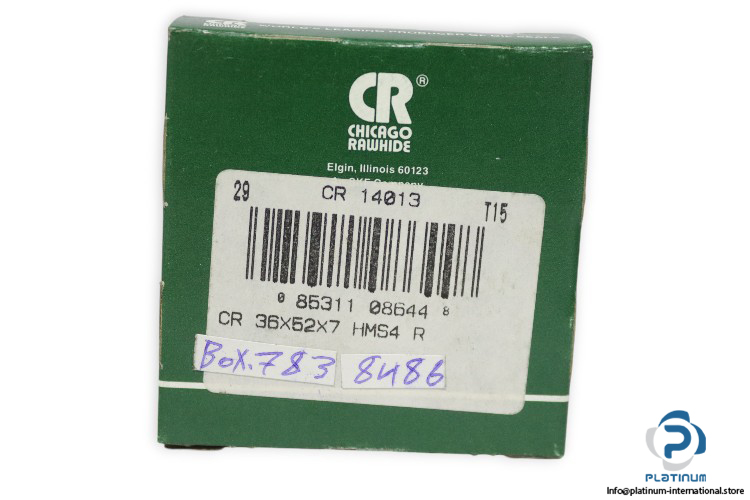 CR®
CHICAGO
RAWHIDE
Elgin, Illinois 60123
29 CR 14013 T15
0 85311 08644 8
CR 36X52X7 HMS4 R
Box.783 8486
PLATINUM
Info@platinum-international.store